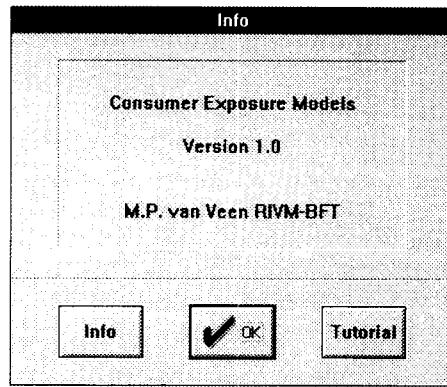 Info
Consumer Exposure Models
Version 1.0
M.P. van Veen RIVM-BFT
Info
OK
Tutorial